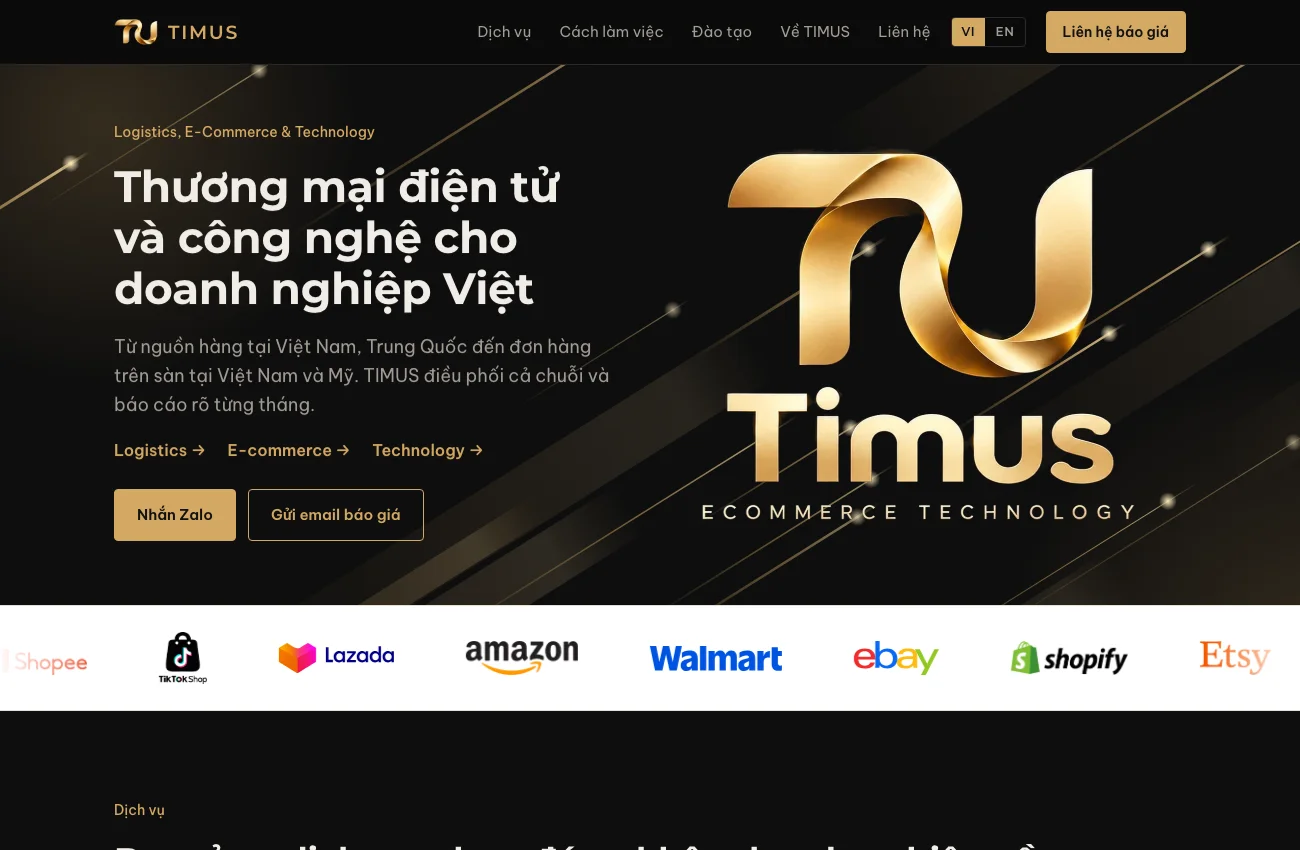 TIMUS
Dịch vụ
Cách làm việc
Đào tạo
Về TIMUS
Liên hệ
VI
EN
Liên hệ báo giá
Logistics, E-Commerce & Technology
Thương mại điện tử
và công nghệ cho
doanh nghiệp Việt
Từ nguồn hàng tại Việt Nam, Trung Quốc đến đơn hàng
trên sàn tại Việt Nam và Mỹ. TIMUS điều phối cả chuỗi và
báo cáo rõ từng tháng.
Logistics →
E-commerce →
Technology →
Nhắn Zalo
Gửi email báo giá
Timus
ECOMMERCE TECHNOLOGY
Shopee
TikTok Shop
Lazada
amazon
Walmart
ebay
shopify
Etsy
Dịch vụ